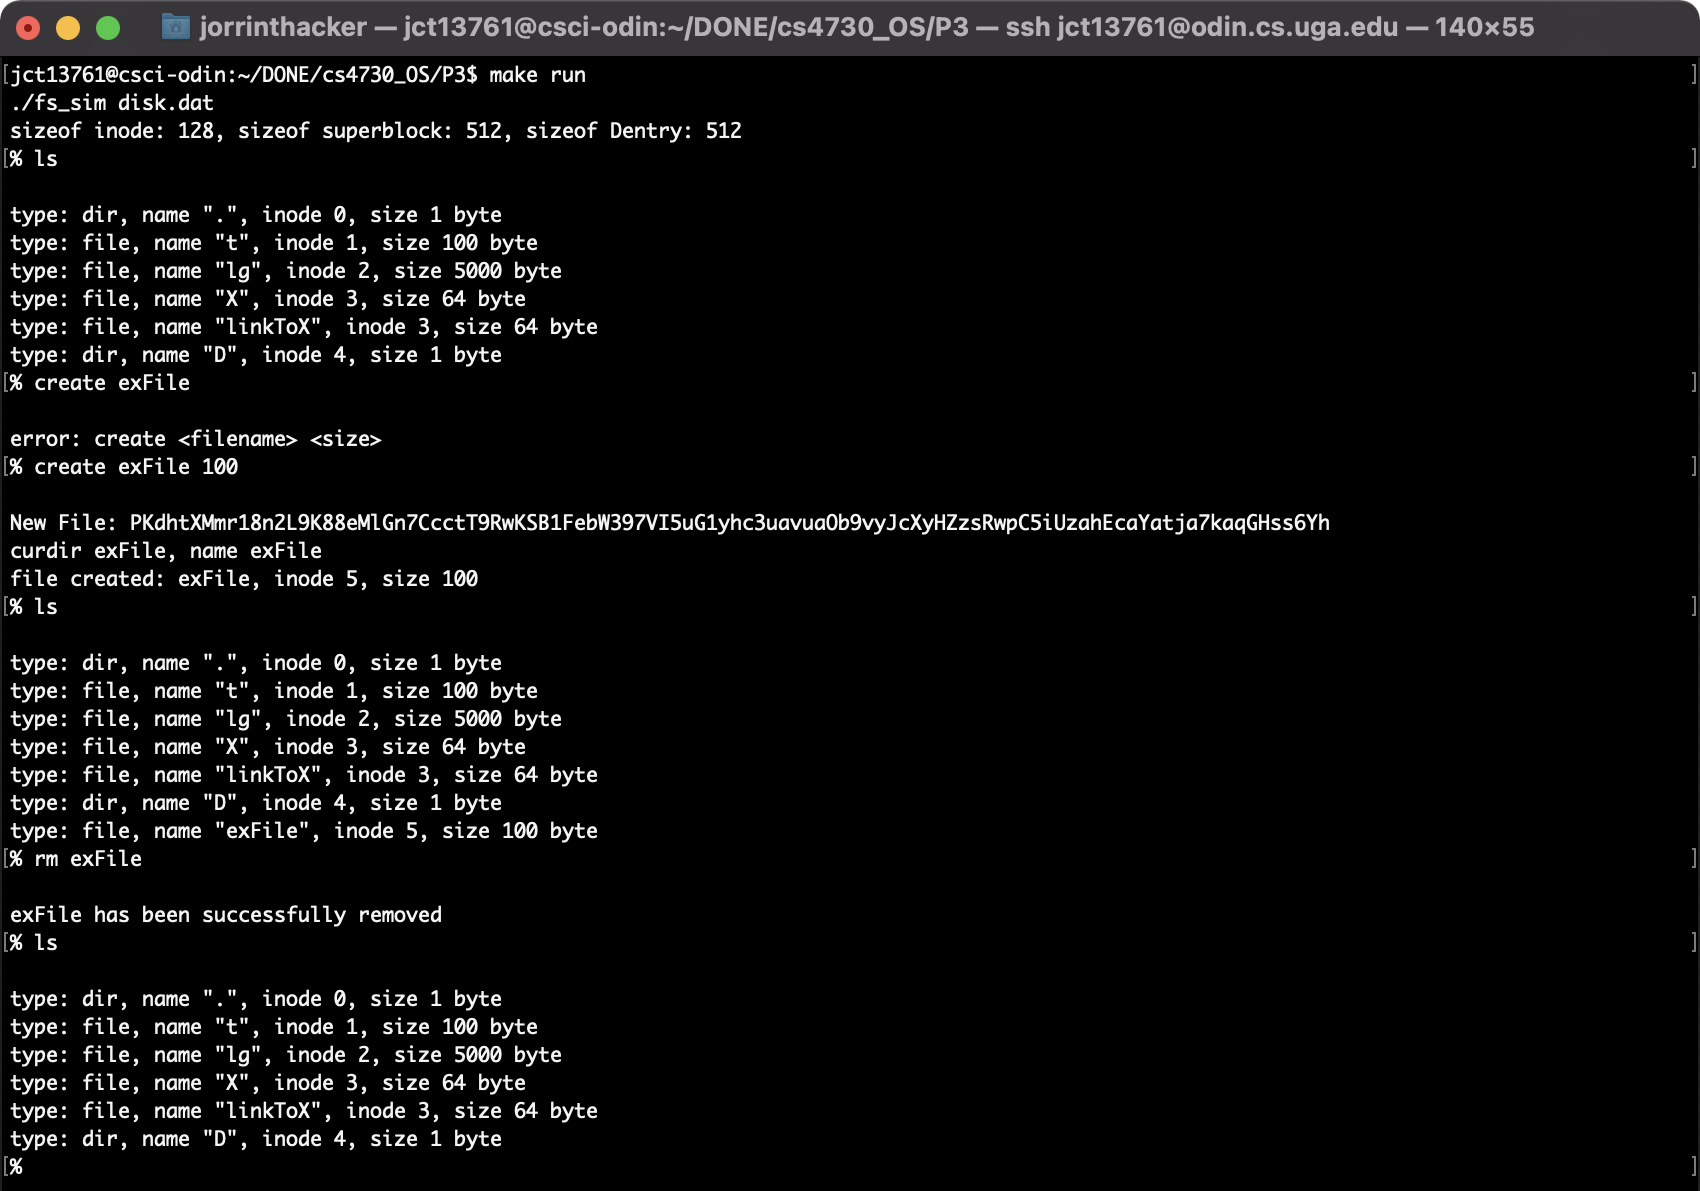 jorrinthacker — jct13761@csci-odin:~/DONE/cs4730_OS/P3 — ssh jct13761@odin.cs.uga.edu — 140×55
[jct13761@csci-odin:~/DONE/cs4730_OS/P3$ make run ]
./fs_sim disk.dat
sizeof inode: 128, sizeof superblock: 512, sizeof Dentry: 512
[% ls ]
type: dir, name ".", inode 0, size 1 byte
type: file, name "t", inode 1, size 100 byte
type: file, name "lg", inode 2, size 5000 byte
type: file, name "X", inode 3, size 64 byte
type: file, name "linkToX", inode 3, size 64 byte
type: dir, name "D", inode 4, size 1 byte
[% create exFile ]
error: create <filename> <size>
[% create exFile 100 ]
New File: PKdhtXMmr18n2L9K88eMlGn7CcctT9RwKSB1FebW397VI5uG1yhc3uavuaOb9vyJcXyHZzsRwpC5iUzahEcaYatja7kaqGHss6Yh
curdir exFile, name exFile
file created: exFile, inode 5, size 100
[% ls ]
type: dir, name ".", inode 0, size 1 byte
type: file, name "t", inode 1, size 100 byte
type: file, name "lg", inode 2, size 5000 byte
type: file, name "X", inode 3, size 64 byte
type: file, name "linkToX", inode 3, size 64 byte
type: dir, name "D", inode 4, size 1 byte
type: file, name "exFile", inode 5, size 100 byte
[% rm exFile ]
exFile has been successfully removed
[% ls ]
type: dir, name ".", inode 0, size 1 byte
type: file, name "t", inode 1, size 100 byte
type: file, name "lg", inode 2, size 5000 byte
type: file, name "X", inode 3, size 64 byte
type: file, name "linkToX", inode 3, size 64 byte
type: dir, name "D", inode 4, size 1 byte
[% ]